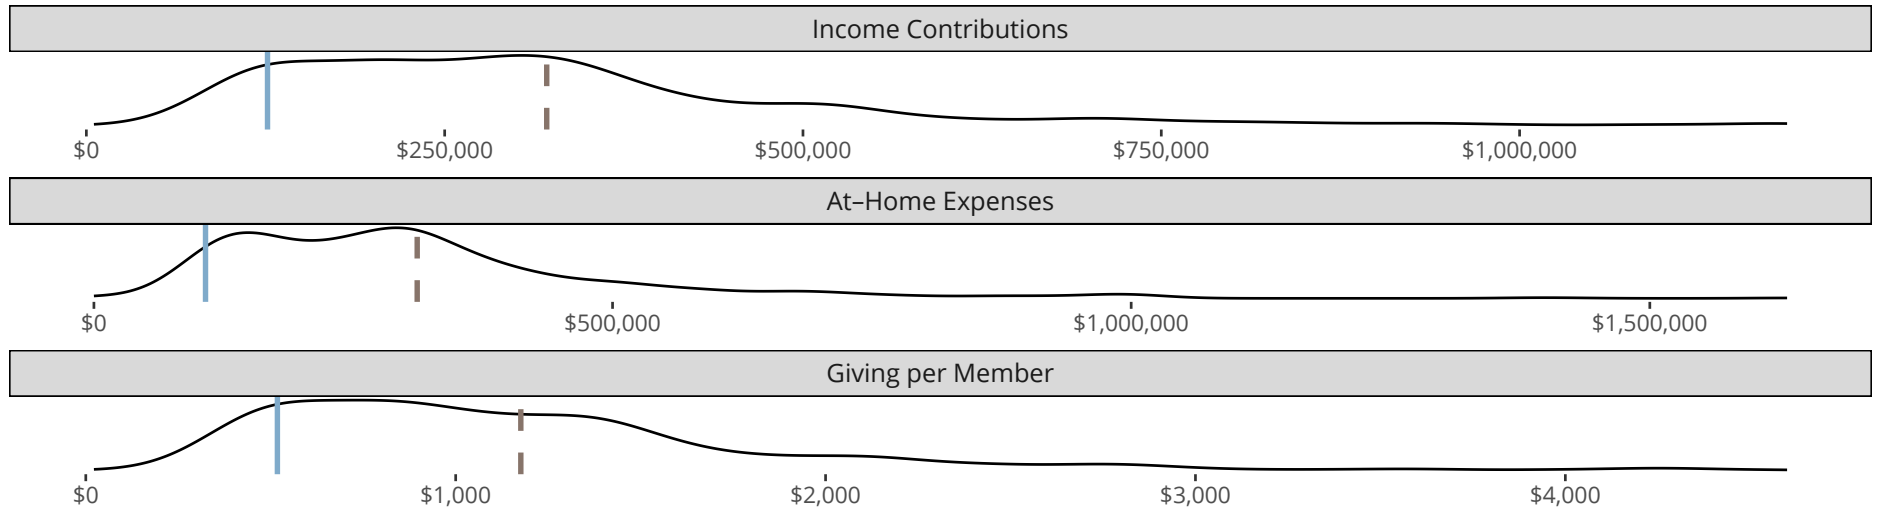 Income Contributions
$0 $250,000 $500,000 $750,000 $1,000,000
At–Home Expenses
$0 $500,000 $1,000,000 $1,500,000
Giving per Member
$0 $1,000 $2,000 $3,000 $4,000